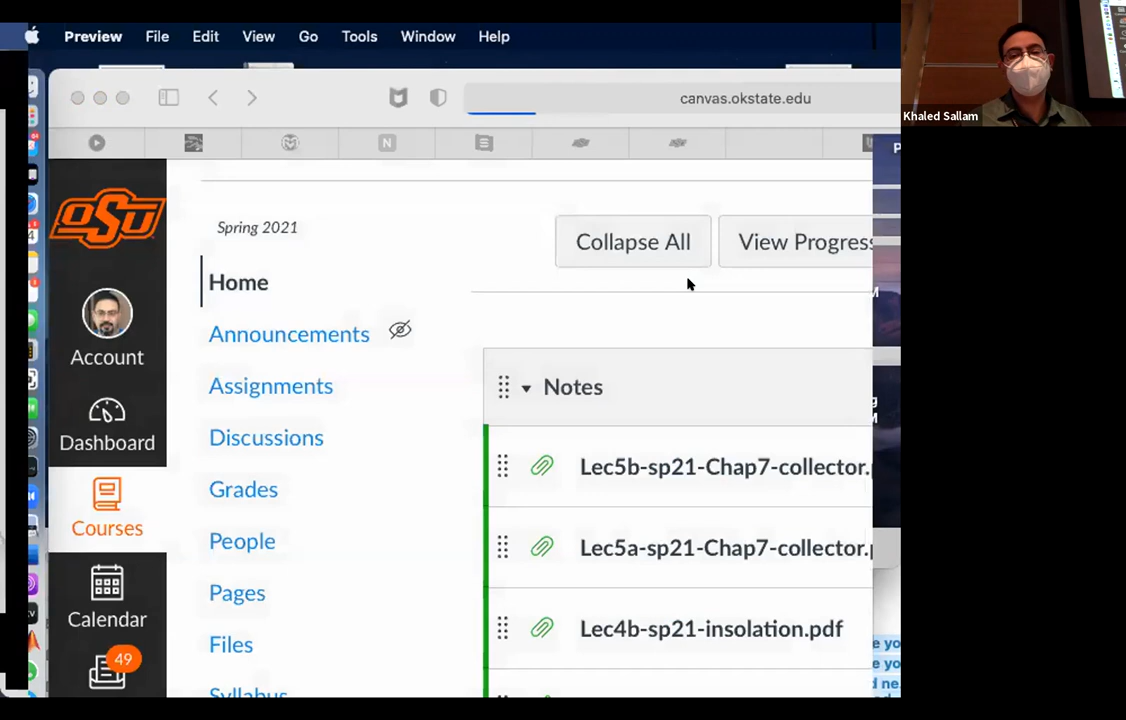 Preview File Edit View Go Tools Window Help
canvas.okstate.edu
Khaled Sallam
OSU
Spring 2021
Collapse All
View Progress
Home
Announcements
Account
Assignments
Notes
Dashboard
Discussions
Lec5b-sp21-Chap7-collector.
Grades
Courses
People
Lec5a-sp21-Chap7-collector.
Pages
Calendar
Lec4b-sp21-insolation.pdf
Files
49
Syllabus